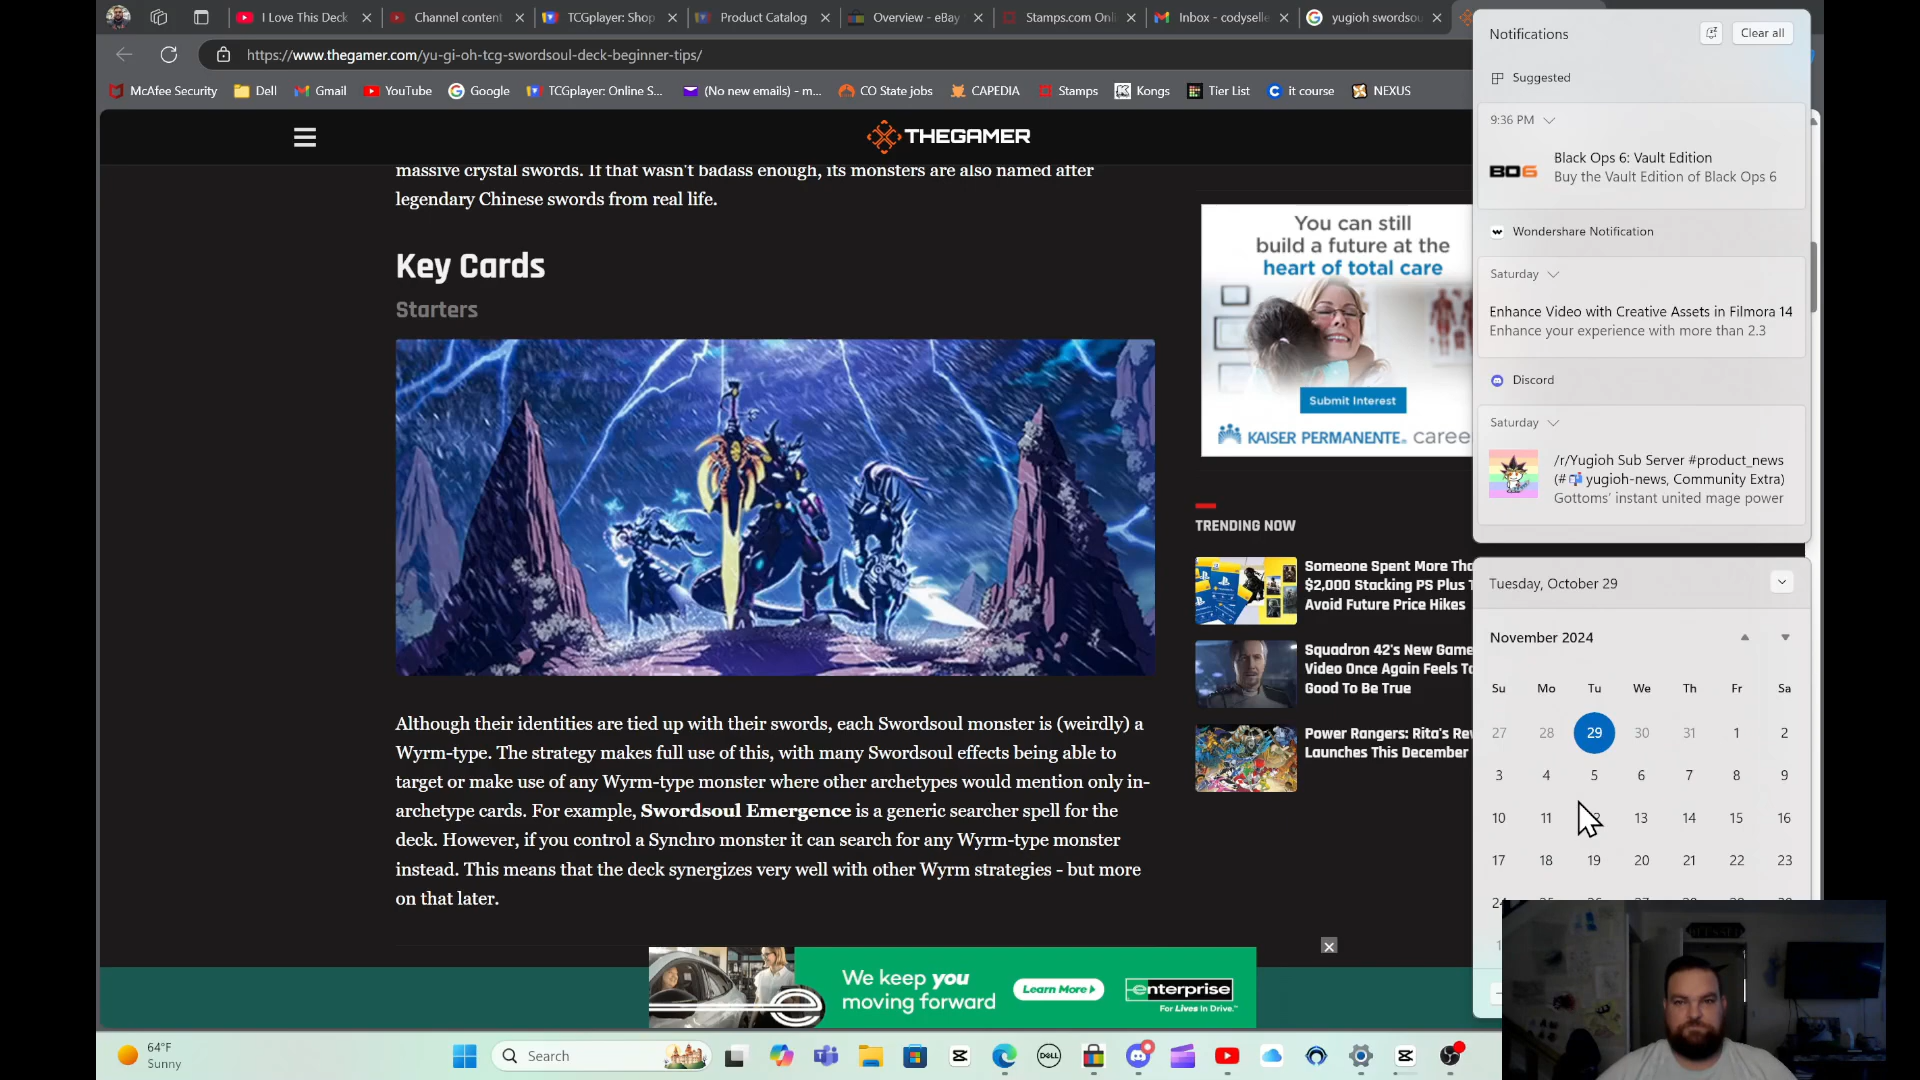 I Love This Deck
Channel content
TCGplayer: Shop
Product Catalog
Overview - eBay
Stamps.com Onli
Inbox - codyselle
yugioh swordsou
https://www.thegamer.com/yu-gi-oh-tcg-swordsoul-deck-beginner-tips/
McAfee Security
Dell
Gmail
YouTube
Google
TCGplayer: Online S...
(No new emails) - m...
CO State jobs
CAPEDIA
Stamps
Kongs
Tier List
it course
NEXUS
THEGAMER
massive crystal swords. If that wasn't badass enough, its monsters are also named after
legendary Chinese swords from real life.
Key Cards
Starters
Although their identities are tied up with their swords, each Swordsoul monster is (weirdly) a
Wyrm-type. The strategy makes full use of this, with many Swordsoul effects being able to
target or make use of any Wyrm-type monster where other archetypes would mention only in-
archetype cards. For example, Swordsoul Emergence is a generic searcher spell for the
deck. However, if you control a Synchro monster it can search for any Wyrm-type monster
instead. This means that the deck synergizes very well with other Wyrm strategies - but more
on that later.
You can still
build a future at the
heart of total care
Submit Interest
KAISER PERMANENTE® caree
TRENDING NOW
Someone Spent More Tha
$2,000 Stacking PS Plus T
Avoid Future Price Hikes
Squadron 42's New Game
Video Once Again Feels To
Good To Be True
Power Rangers: Rita's Rev
Launches This December
We keep you
moving forward
Learn More
enterprise
For Lives In Drive.™
Notifications
Clear all
Suggested
9:36 PM
BO6
Black Ops 6: Vault Edition
Buy the Vault Edition of Black Ops 6
Wondershare Notification
Saturday
Enhance Video with Creative Assets in Filmora 14
Enhance your experience with more than 2.3
Discord
Saturday
/r/Yugioh Sub Server #product_news
(# yugioh-news, Community Extra)
Gottoms' instant united mage power
Tuesday, October 29
November 2024
Su Mo Tu We Th Fr Sa
27 28 29 30 31 1 2
3 4 5 6 7 8 9
10 11 13 14 15 16
17 18 19 20 21 22 23
64°F
Sunny
Search
DELL